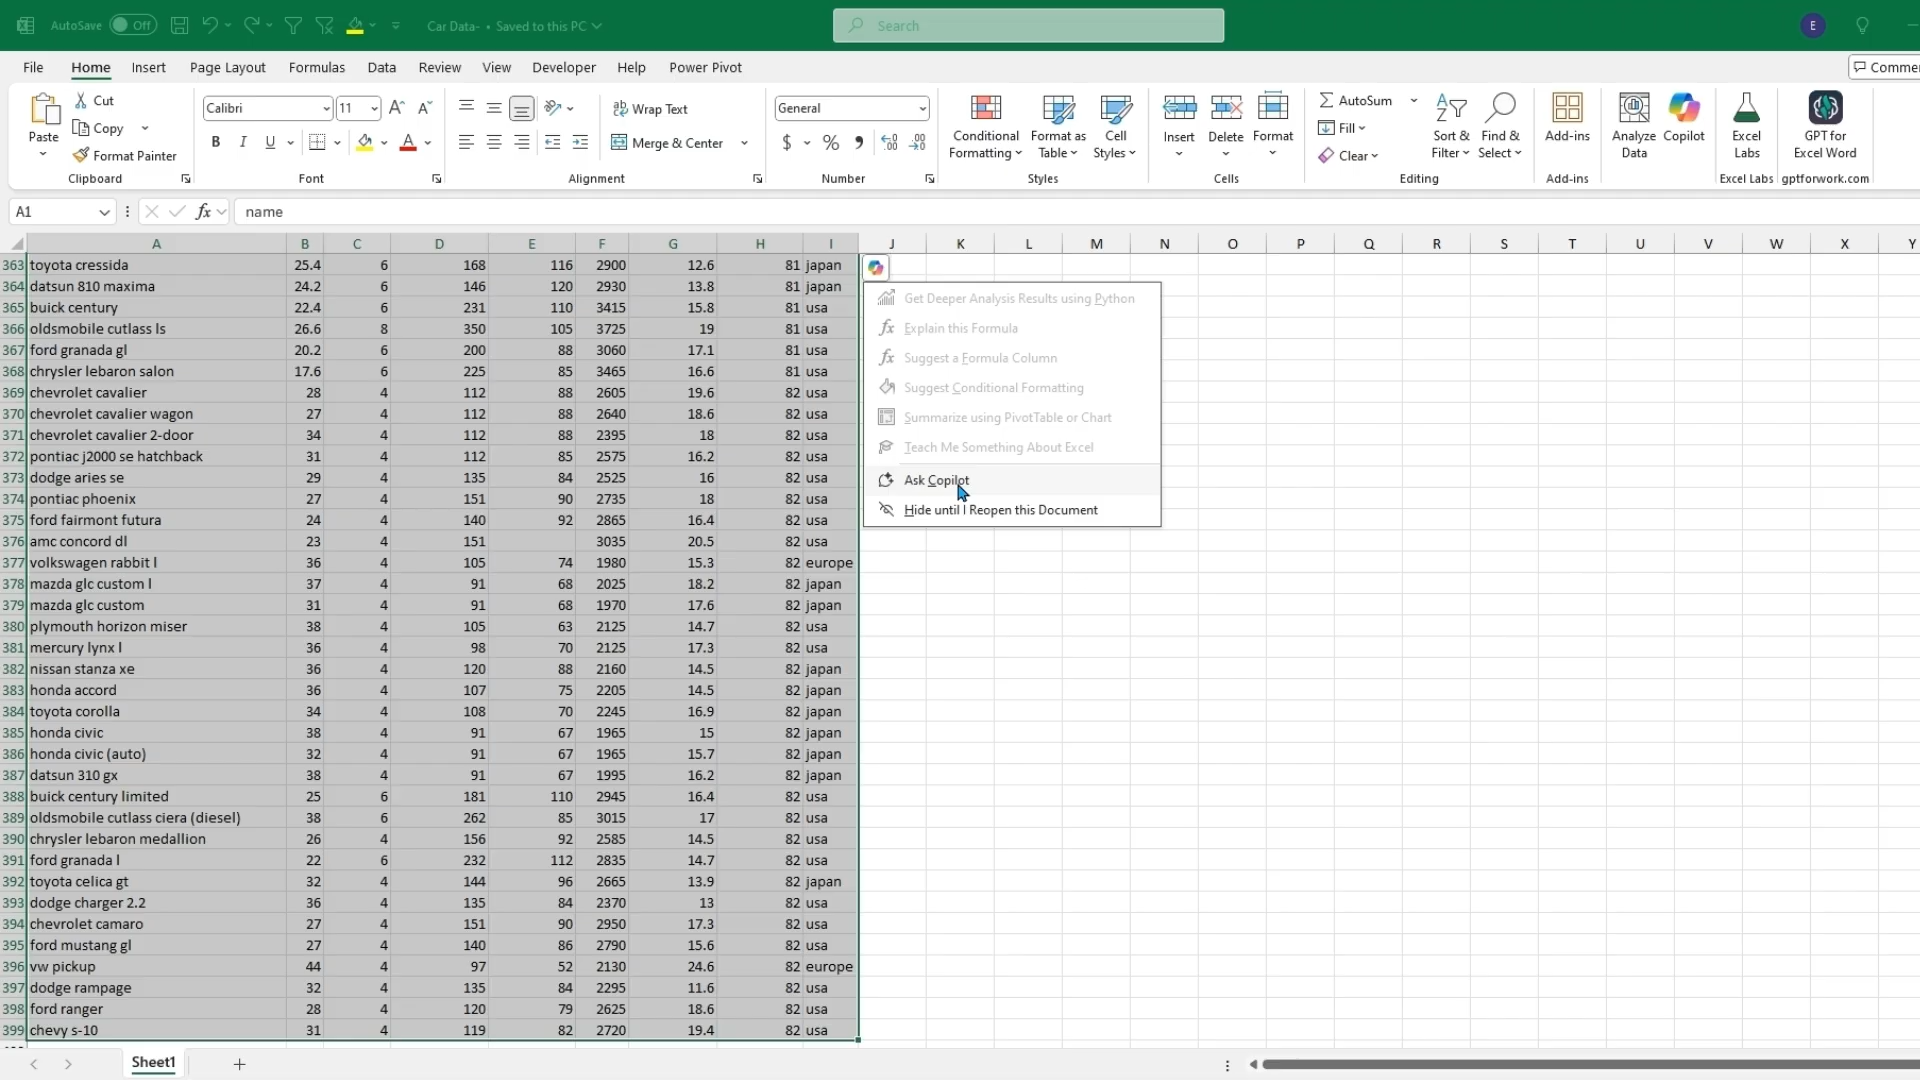 AutoSave Off Car Data- • Saved to this PC Search E
File Home Insert Page Layout Formulas Data Review View Developer Help Power Pivot Comme
Paste Cut Copy Format Painter Clipboard
Calibri 11 A A B I U A Font
ab Wrap Text Merge & Center Alignment
General $ % 9 Number
Conditional Formatting Format as Table Cell Styles Styles
Insert Delete Format Cells
AutoSum Fill Clear Sort & Filter Find & Select Editing
Add-ins Add-ins
Analyze Data Copilot
Excel Labs Excel Labs
GPT for Excel Word gptforwork.com
A1 fx name
A B C D E F G H I J K L M N O P Q R S T U V W X Y
363 toyota cressida 25.4 6 168 116 2900 12.6 81 japan
364 datsun 810 maxima 24.2 6 146 120 2930 13.8 81 japan
365 buick century 22.4 6 231 110 3415 15.8 81 usa
366 oldsmobile cutlass ls 26.6 8 350 105 3725 19 81 usa
367 ford granada gl 20.2 6 200 88 3060 17.1 81 usa
368 chrysler lebaron salon 17.6 6 225 85 3465 16.6 81 usa
369 chevrolet cavalier 28 4 112 88 2605 19.6 82 usa
370 chevrolet cavalier wagon 27 4 112 88 2640 18.6 82 usa
371 chevrolet cavalier 2-door 34 4 112 88 2395 18 82 usa
372 pontiac j2000 se hatchback 31 4 112 85 2575 16.2 82 usa
373 dodge aries se 29 4 135 84 2525 16 82 usa
374 pontiac phoenix 27 4 151 90 2735 18 82 usa
375 ford fairmont futura 24 4 140 92 2865 16.4 82 usa
376 amc concord dl 23 4 151 3035 20.5 82 usa
377 volkswagen rabbit l 36 4 105 74 1980 15.3 82 europe
378 mazda glc custom l 37 4 91 68 2025 18.2 82 japan
379 mazda glc custom 31 4 91 68 1970 17.6 82 japan
380 plymouth horizon miser 38 4 105 63 2125 14.7 82 usa
381 mercury lynx l 36 4 98 70 2125 17.3 82 usa
382 nissan stanza xe 36 4 120 88 2160 14.5 82 japan
383 honda accord 36 4 107 75 2205 14.5 82 japan
384 toyota corolla 34 4 108 70 2245 16.9 82 japan
385 honda civic 38 4 91 67 1965 15 82 japan
386 honda civic (auto) 32 4 91 67 1965 15.7 82 japan
387 datsun 310 gx 38 4 91 67 1995 16.2 82 japan
388 buick century limited 25 6 181 110 2945 16.4 82 usa
389 oldsmobile cutlass ciera (diesel) 38 6 262 85 3015 17 82 usa
390 chrysler lebaron medallion 26 4 156 92 2585 14.5 82 usa
391 ford granada l 22 6 232 112 2835 14.7 82 usa
392 toyota celica gt 32 4 144 96 2665 13.9 82 japan
393 dodge charger 2.2 36 4 135 84 2370 13 82 usa
394 chevrolet camaro 27 4 151 90 2950 17.3 82 usa
395 ford mustang gl 27 4 140 86 2790 15.6 82 usa
396 vw pickup 44 4 97 52 2130 24.6 82 europe
397 dodge rampage 32 4 135 84 2295 11.6 82 usa
398 ford ranger 28 4 120 79 2625 18.6 82 usa
399 chevy s-10 31 4 119 82 2720 19.4 82 usa
Get Deeper Analysis Results using Python
fx Explain this Formula
fx Suggest a Formula Column
Suggest Conditional Formatting
Summarize using PivotTable or Chart
Teach Me Something About Excel
Ask Copilot
Hide until I Reopen this Document
Sheet1